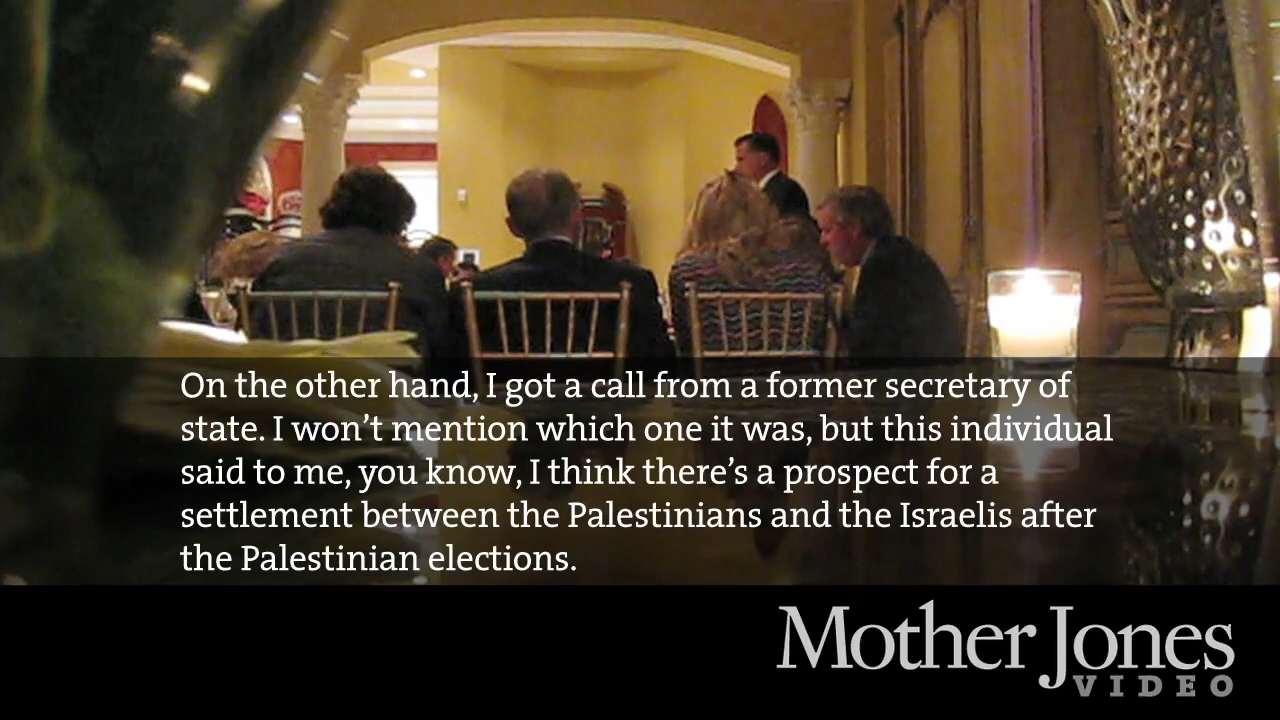 On the other hand, I got a call from a former secretary of
state. I won’t mention which one it was, but this individual
said to me, you know, I think there’s a prospect for a
settlement between the Palestinians and the Israelis after
the Palestinian elections.
Mother Jones
VIDEO